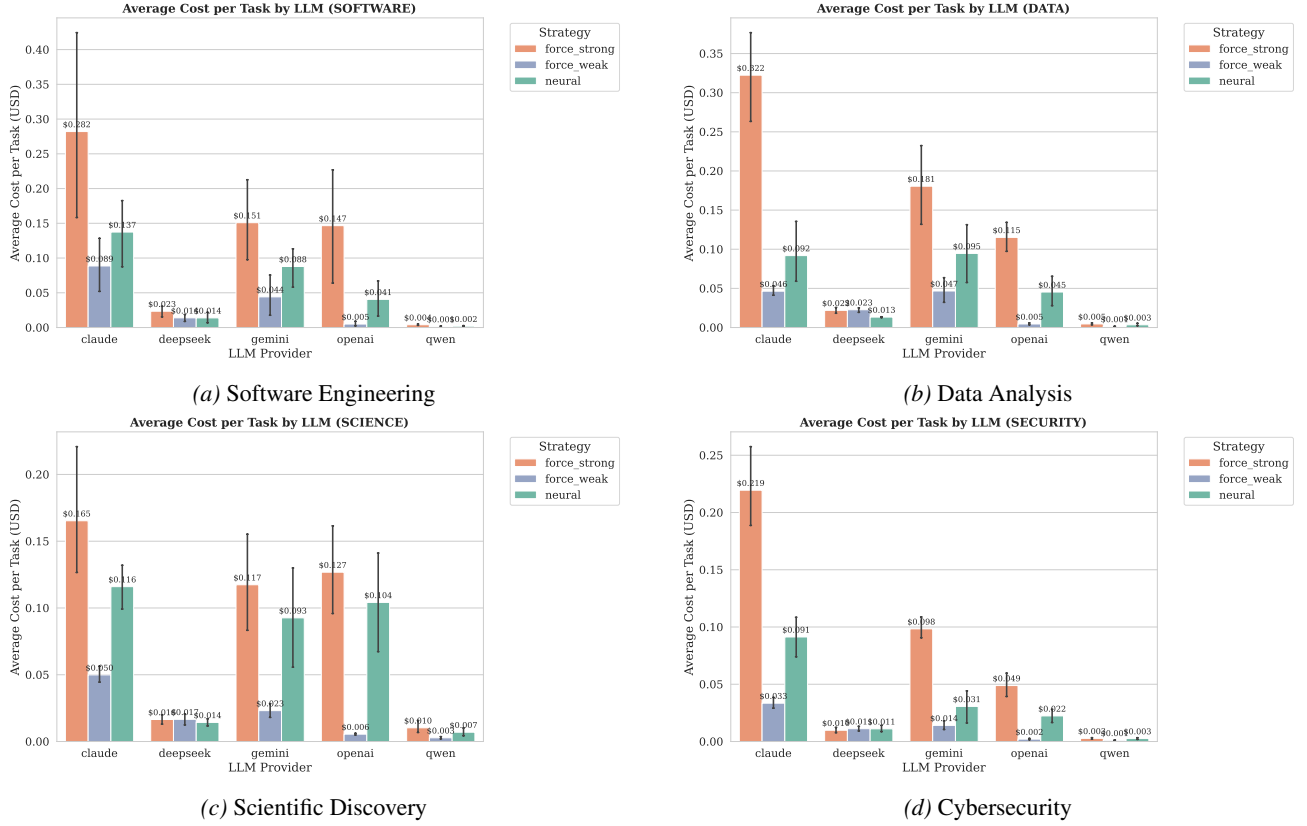 Average Cost per Task by LLM (SOFTWARE)
Average Cost per Task (USD)
0.40
0.35
0.30
0.25
0.20
0.15
0.10
0.05
0.00
$0.282
$0.089
$0.137
$0.023
$0.014
$0.151
$0.044
$0.088
$0.147
$0.005
$0.041
$0.004
$0.002
claude deepseek gemini openai qwen
LLM Provider
Strategy
force_strong
force_weak
neural
(a) Software Engineering
Average Cost per Task by LLM (DATA)
Average Cost per Task (USD)
0.35
0.30
0.25
0.20
0.15
0.10
0.05
0.00
$0.322
$0.046
$0.092
$0.023
$0.013
$0.181
$0.047
$0.095
$0.115
$0.005
$0.045
$0.005
$0.003
claude deepseek gemini openai qwen
LLM Provider
Strategy
force_strong
force_weak
neural
(b) Data Analysis
Average Cost per Task by LLM (SCIENCE)
Average Cost per Task (USD)
0.20
0.15
0.10
0.05
0.00
$0.165
$0.050
$0.116
$0.016
$0.017
$0.014
$0.117
$0.023
$0.093
$0.127
$0.006
$0.104
$0.010
$0.003
$0.007
claude deepseek gemini openai qwen
LLM Provider
Strategy
force_strong
force_weak
neural
(c) Scientific Discovery
Average Cost per Task by LLM (SECURITY)
Average Cost per Task (USD)
0.25
0.20
0.15
0.10
0.05
0.00
$0.219
$0.033
$0.091
$0.010
$0.011
$0.011
$0.098
$0.014
$0.031
$0.049
$0.002
$0.022
$0.003
claude deepseek gemini openai qwen
LLM Provider
Strategy
force_strong
force_weak
neural
(d) Cybersecurity